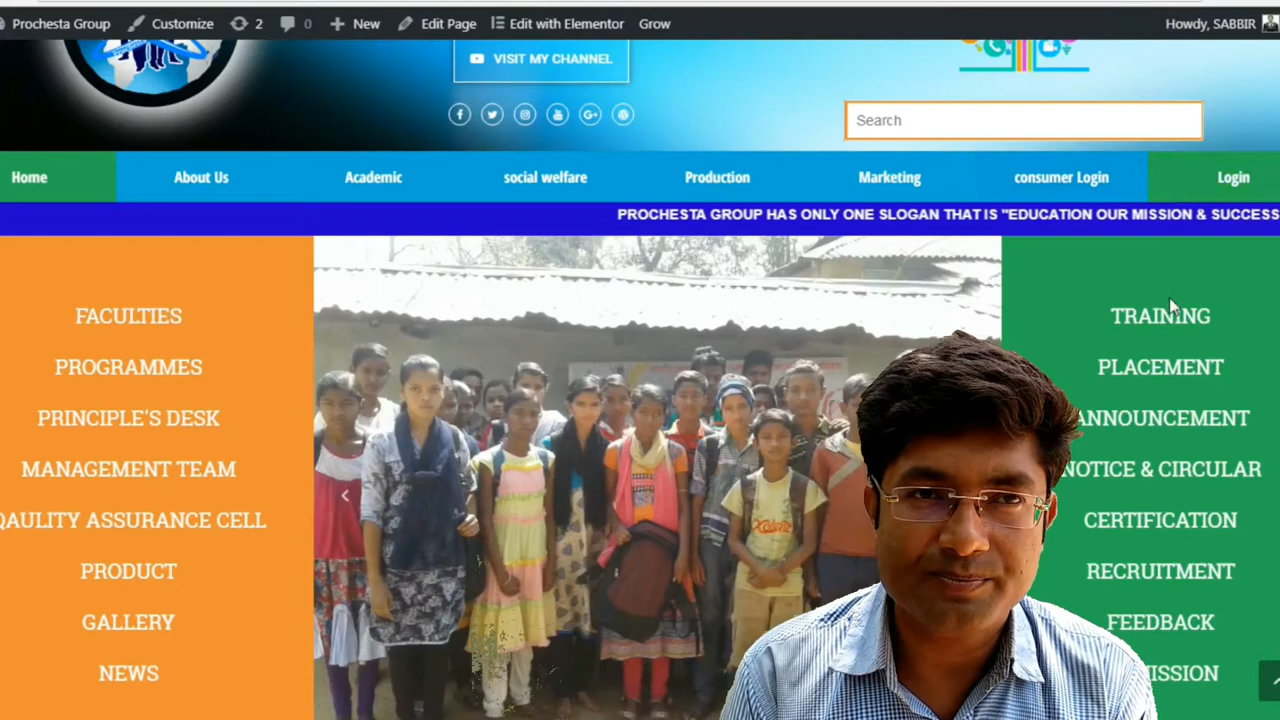 Prochesta Group Customize 2 0 New Edit Page Edit with Elementor Grow Howdy, SABBIR
VISIT MY CHANNEL
Search
Home About Us Academic social welfare Production Marketing consumer Login Login
PROCHESTA GROUP HAS ONLY ONE SLOGAN THAT IS "EDUCATION OUR MISSION & SUCCESS
FACULTIES
PROGRAMMES
PRINCIPLE'S DESK
MANAGEMENT TEAM
QAULITY ASSURANCE CELL
PRODUCT
GALLERY
NEWS
TRAINING
PLACEMENT
ANNOUNCEMENT
NOTICE & CIRCULAR
CERTIFICATION
RECRUITMENT
FEEDBACK
MISSION